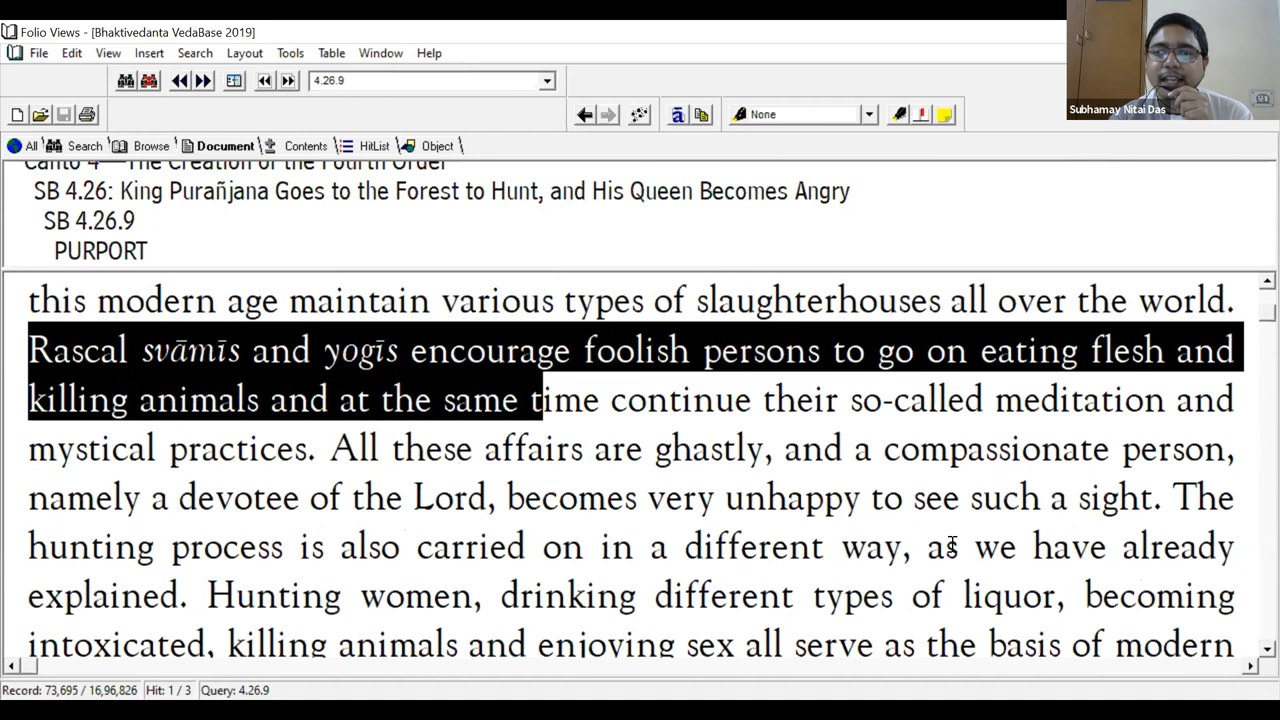 Folio Views - [Bhaktivedanta VedaBase 2019]
File Edit View Insert Search Layout Tools Table Window Help
4.26.9
None
All Search Browse Document Contents HitList Object
Canto 4—The Creation of the Fourth Order
SB 4.26: King Purañjana Goes to the Forest to Hunt, and His Queen Becomes Angry
SB 4.26.9
PURPORT
this modern age maintain various types of slaughterhouses all over the world.
Rascal svāmīs and yogīs encourage foolish persons to go on eating flesh and
killing animals and at the same time continue their so-called meditation and
mystical practices. All these affairs are ghastly, and a compassionate person,
namely a devotee of the Lord, becomes very unhappy to see such a sight. The
hunting process is also carried on in a different way, as we have already
explained. Hunting women, drinking different types of liquor, becoming
intoxicated, killing animals and enjoying sex all serve as the basis of modern
Record: 73,695 / 16,96,826 Hit: 1 / 3 Query: 4.26.9
Subhamay Nitai Das